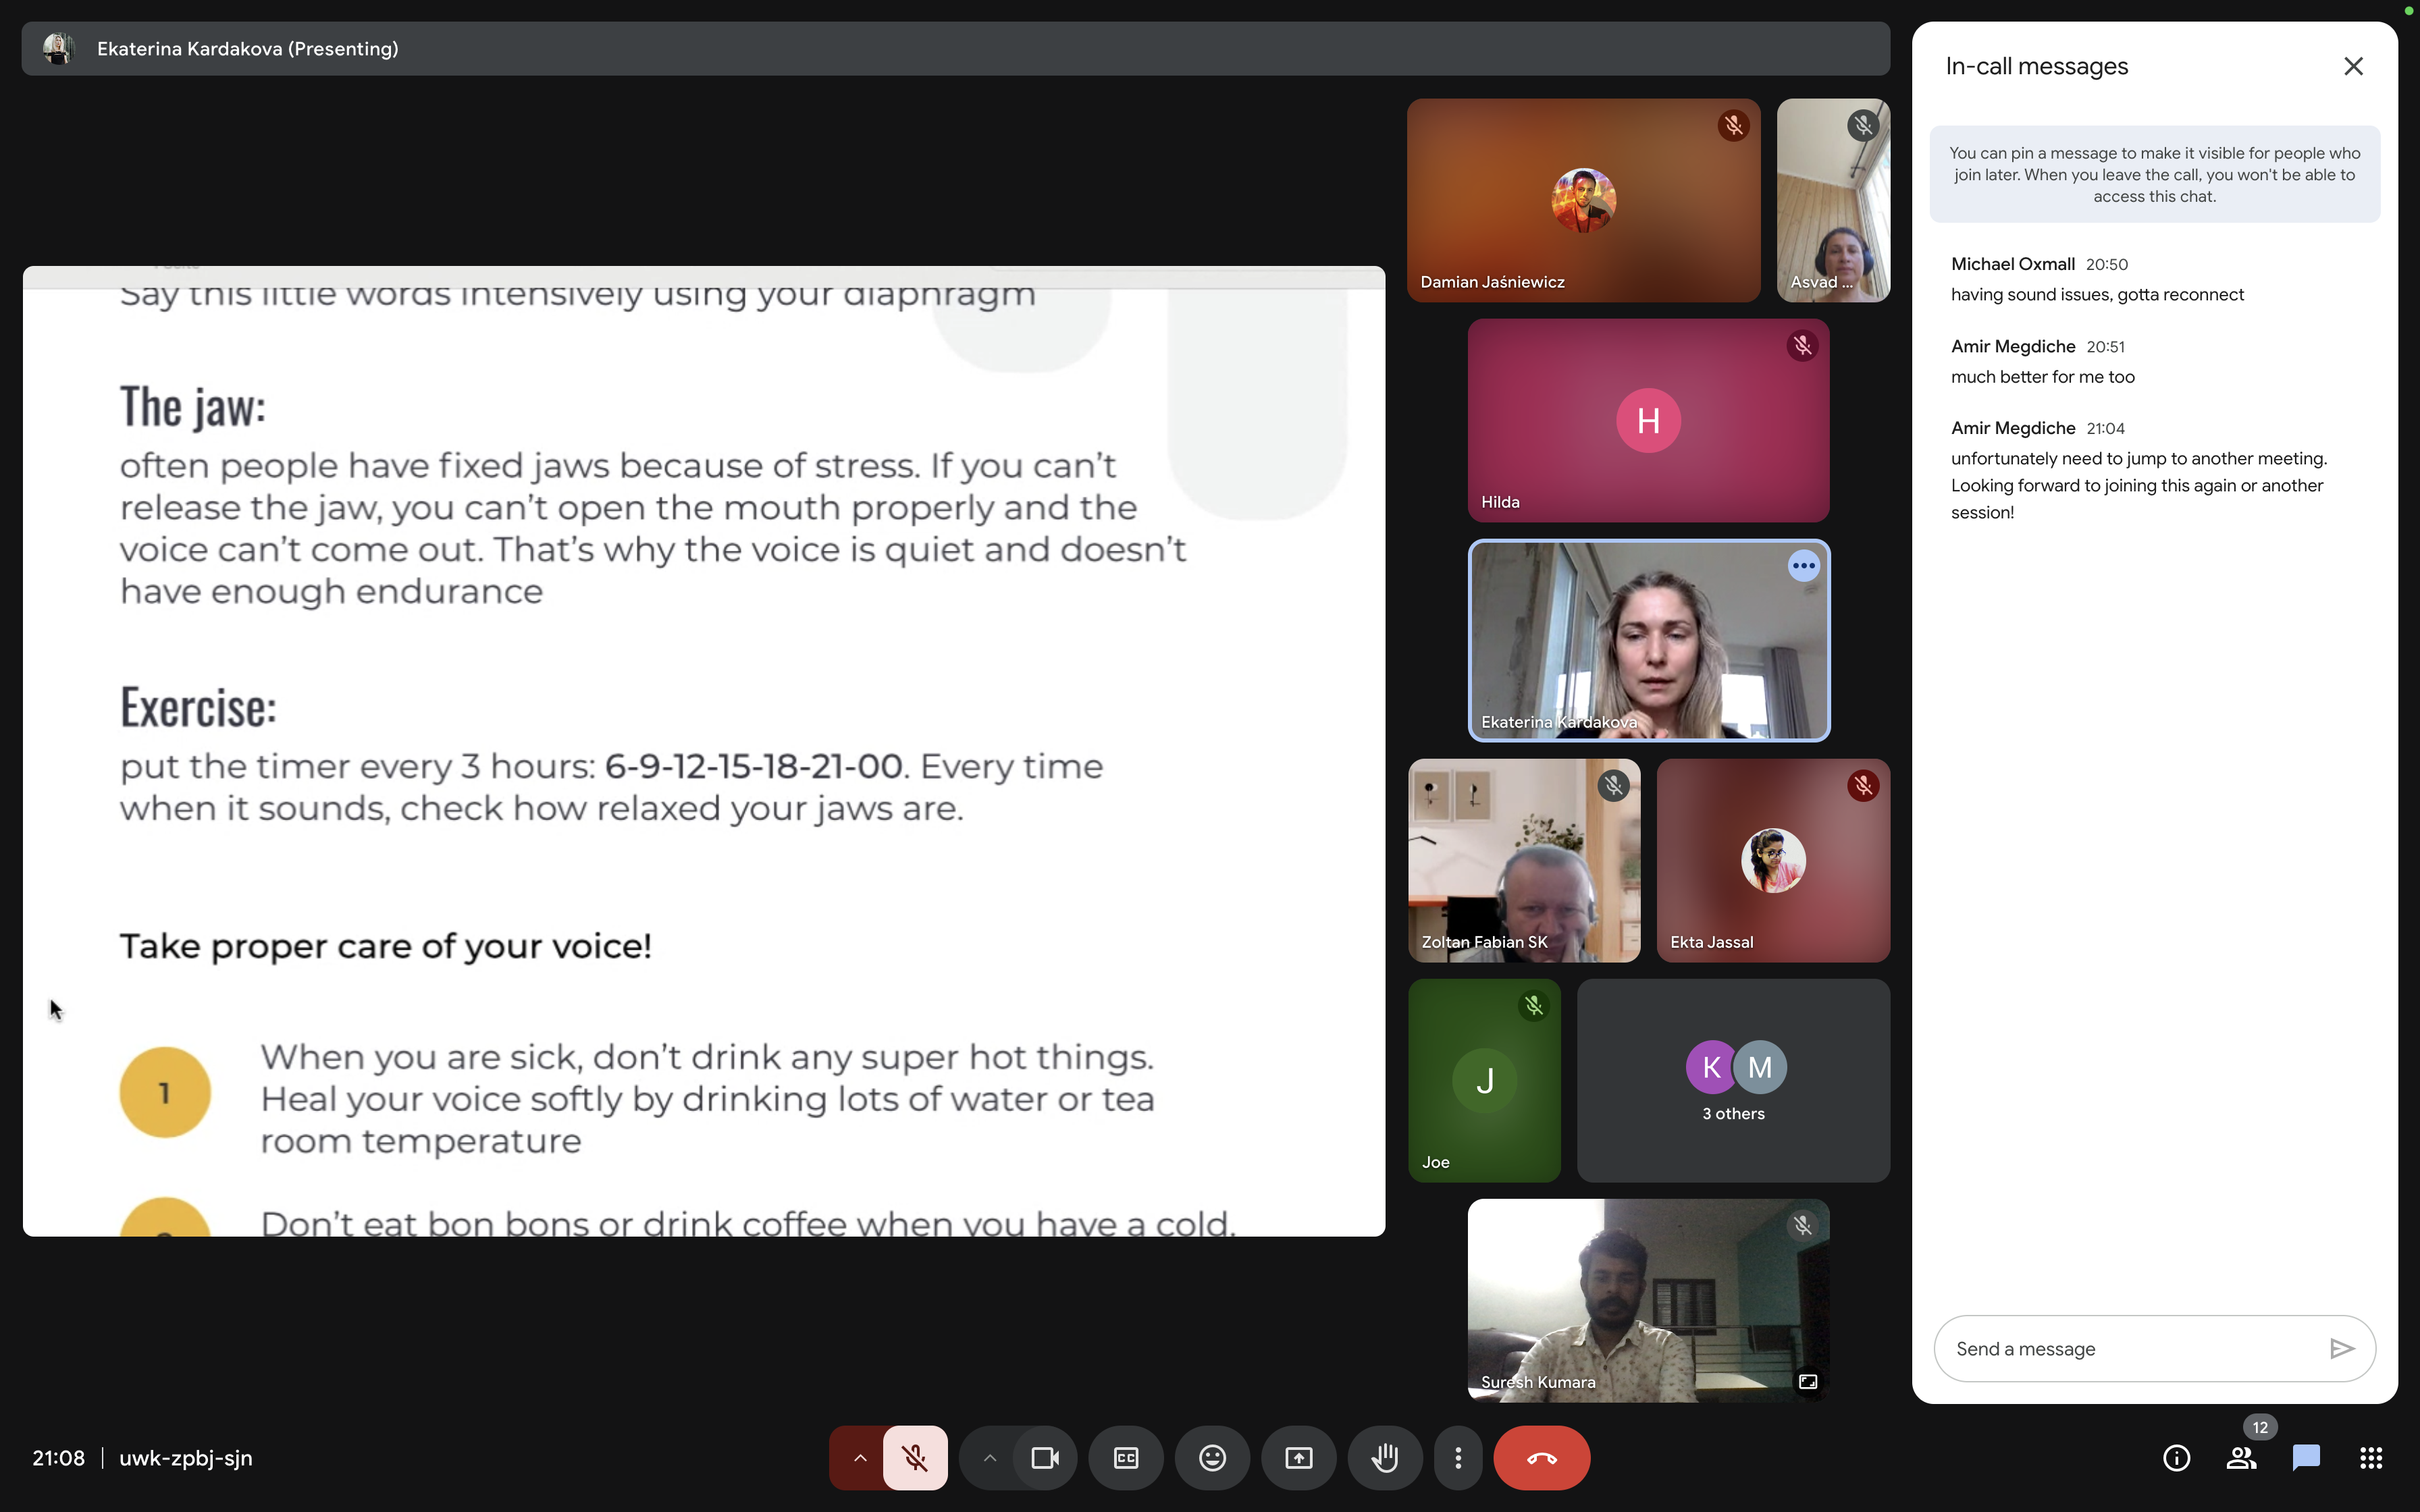 Ekaterina Kardakova (Presenting)
Say this little words intensively using your diaphragm
The jaw:
often people have fixed jaws because of stress. If you can't
release the jaw, you can't open the mouth properly and the
voice can't come out. That's why the voice is quiet and doesn't
have enough endurance
Exercise:
put the timer every 3 hours: 6-9-12-15-18-21-00. Every time
when it sounds, check how relaxed your jaws are.
Take proper care of your voice!
1
When you are sick, don't drink any super hot things.
Heal your voice softly by drinking lots of water or tea
room temperature
Don't eat bon bons or drink coffee when you have a cold.
Damian Jaśniewicz
Asvad ...
H
Hilda
Ekaterina Kardakova
Zoltan Fabian SK
Ekta Jassal
J
Joe
K
M
3 others
Suresh Kumara
In-call messages
You can pin a message to make it visible for people who
join later. When you leave the call, you won't be able to
access this chat.
Michael Oxmall 20:50
having sound issues, gotta reconnect
Amir Megdiche 20:51
much better for me too
Amir Megdiche 21:04
unfortunately need to jump to another meeting.
Looking forward to joining this again or another
session!
Send a message
21:08 | uwk-zpbj-sjn
CC
12